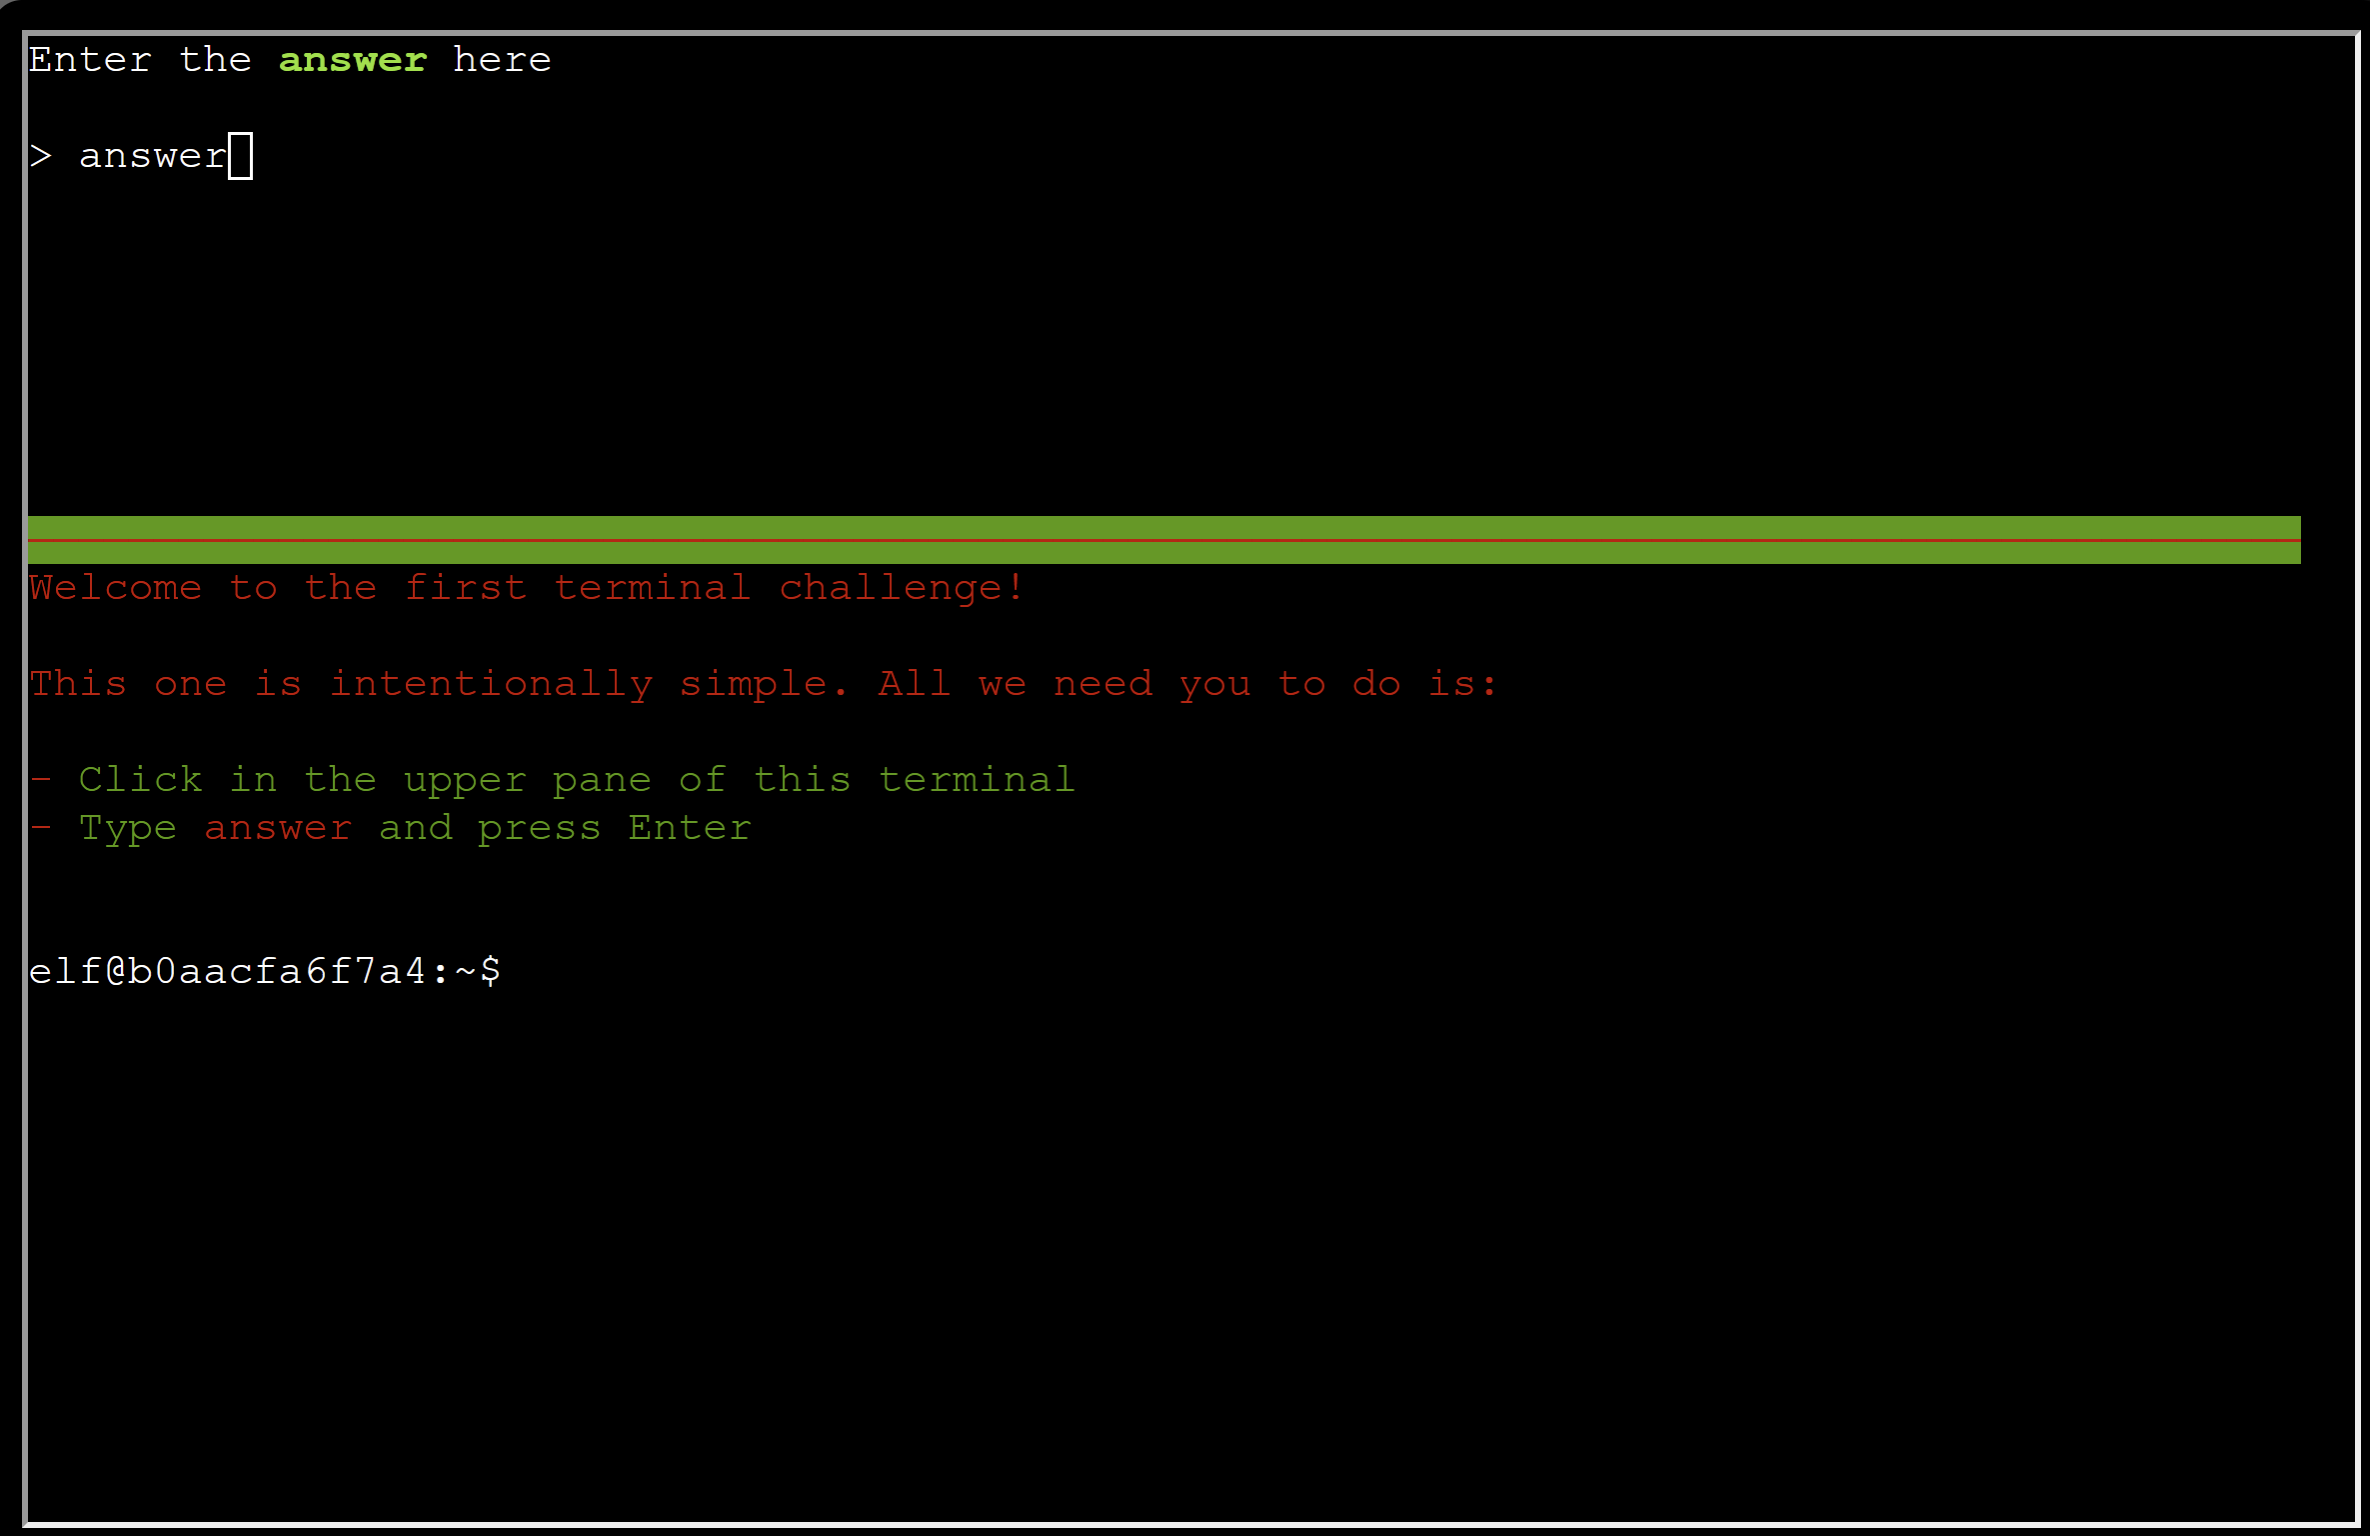 Enter the answer here
> answer
Welcome to the first terminal challenge!
This one is intentionally simple. All we need you to do is:
- Click in the upper pane of this terminal
- Type answer and press Enter
elf@b0aacfa6f7a4:~$